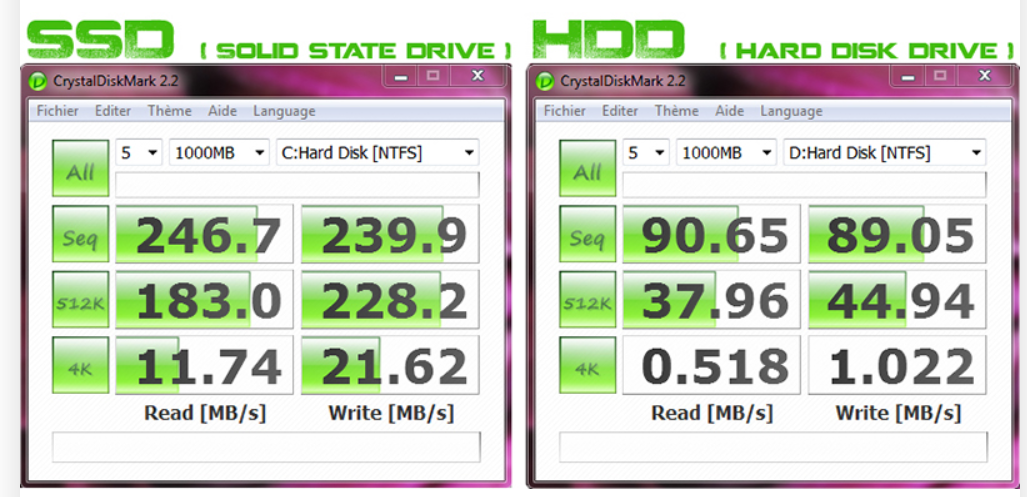 SSD ( SOLID STATE DRIVE )
CrystalDiskMark 2.2
Fichier Editer Thème Aide Language
All 5 1000MB C:Hard Disk [NTFS]
Seq 246.7 239.9
512K 183.0 228.2
4K 11.74 21.62
Read [MB/s] Write [MB/s]
HDD ( HARD DISK DRIVE )
CrystalDiskMark 2.2
Fichier Editer Thème Aide Language
All 5 1000MB D:Hard Disk [NTFS]
Seq 90.65 89.05
512K 37.96 44.94
4K 0.518 1.022
Read [MB/s] Write [MB/s]